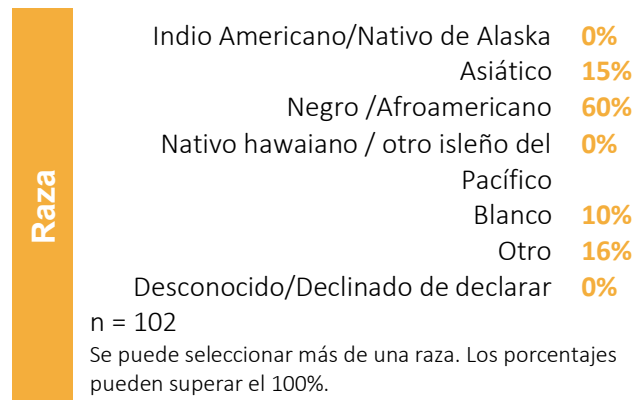 Raza
Indio Americano/Nativo de Alaska 0%
Asiático 15%
Negro /Afroamericano 60%
Nativo hawaiano / otro isleño del 0%
Pacífico
Blanco 10%
Otro 16%
Desconocido/Declinado de declarar 0%
n = 102
Se puede seleccionar más de una raza. Los porcentajes
pueden superar el 100%.